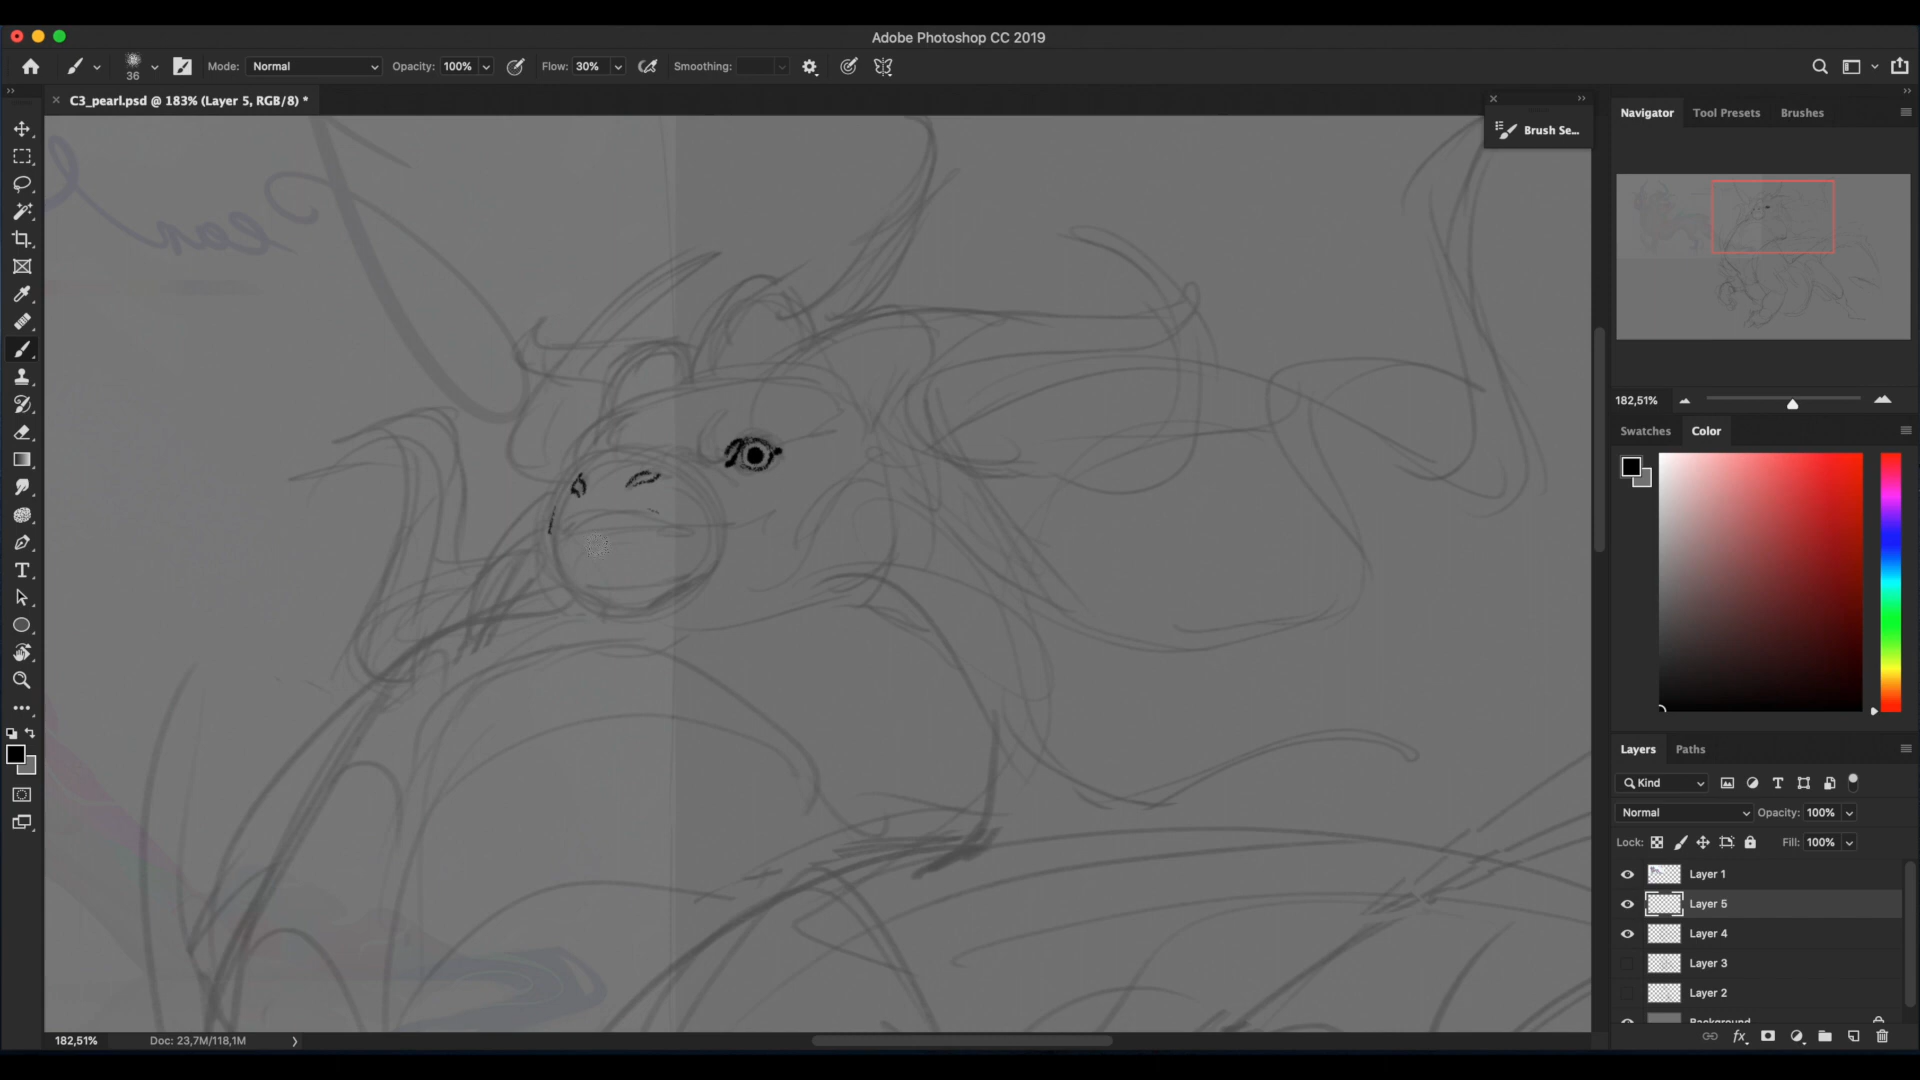 Adobe Photoshop CC 2019
36
Mode: Normal
Opacity: 100%
Flow: 30%
Smoothing:
C3_pearl.psd @ 183% (Layer 5, RGB/8) *
Brush Se...
Navigator
Tool Presets
Brushes
Pearl
182,51%
Swatches
Color
Layers
Paths
Kind
Normal
Opacity: 100%
Lock:
Fill: 100%
Layer 1
Layer 5
Layer 4
Layer 3
Layer 2
Background
182,51%
Doc: 23,7M/118,1M